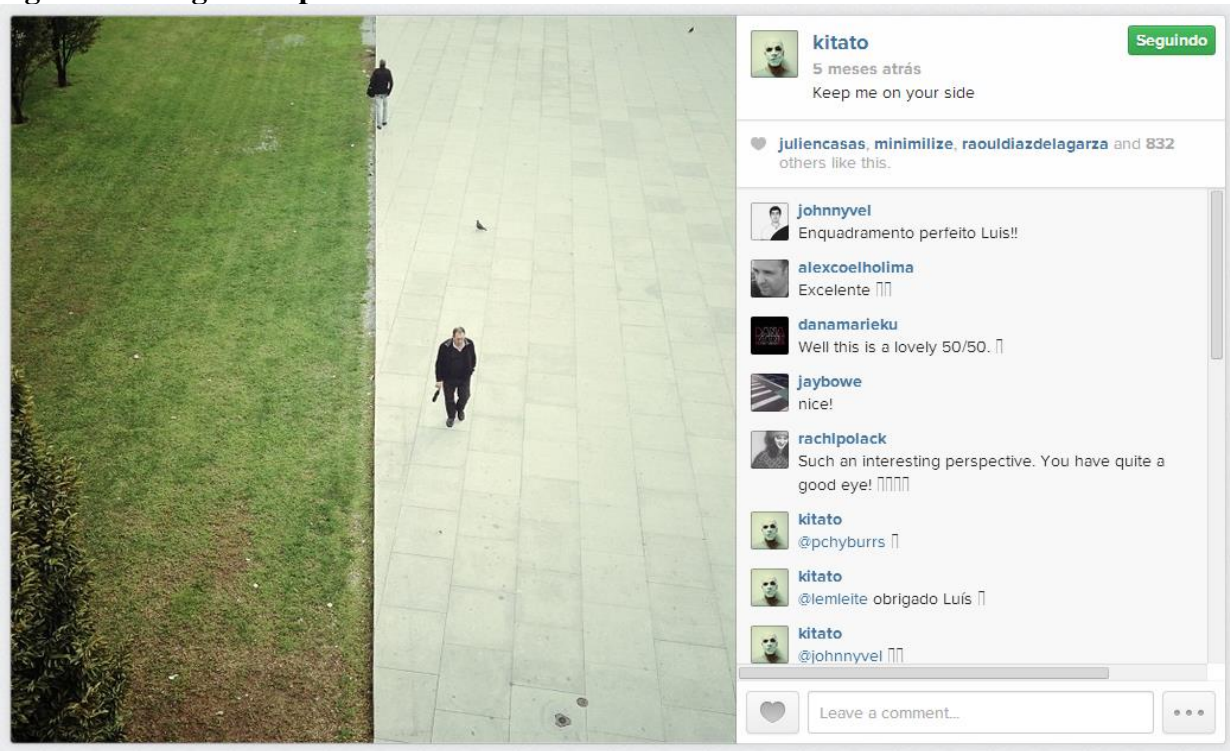 kitato
Seguindo
5 meses atrás
Keep me on your side
juliencasas, minimilize, raouldiazdelagarza and 832
others like this.
johnnyvel
Enquadramento perfeito Luis!!
alexcoelholima
Excelente
danamarieku
Well this is a lovely 50/50.
jaybowe
nice!
rachlpolack
Such an interesting perspective. You have quite a
good eye!
kitato
@pchyburrs
kitato
@lemleite obrigado Luís
kitato
@johnnyvel
Leave a comment...